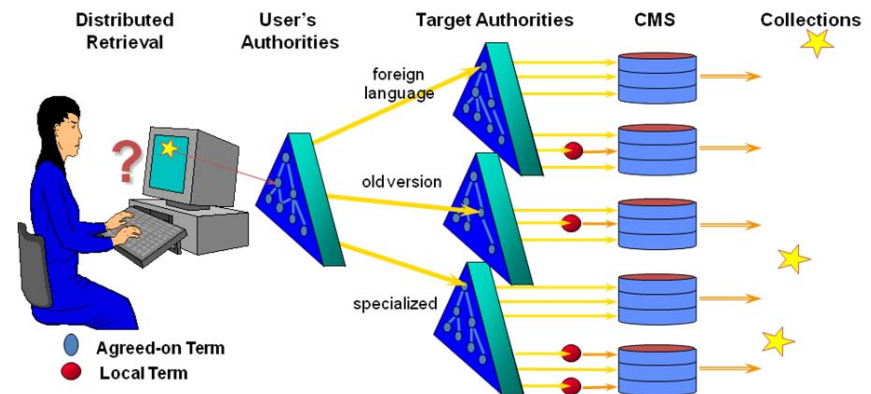 Distributed
Retrieval
User's
Authorities
Target Authorities
CMS
Collections
foreign
language
?
old version
specialized
Agreed-on Term
Local Term